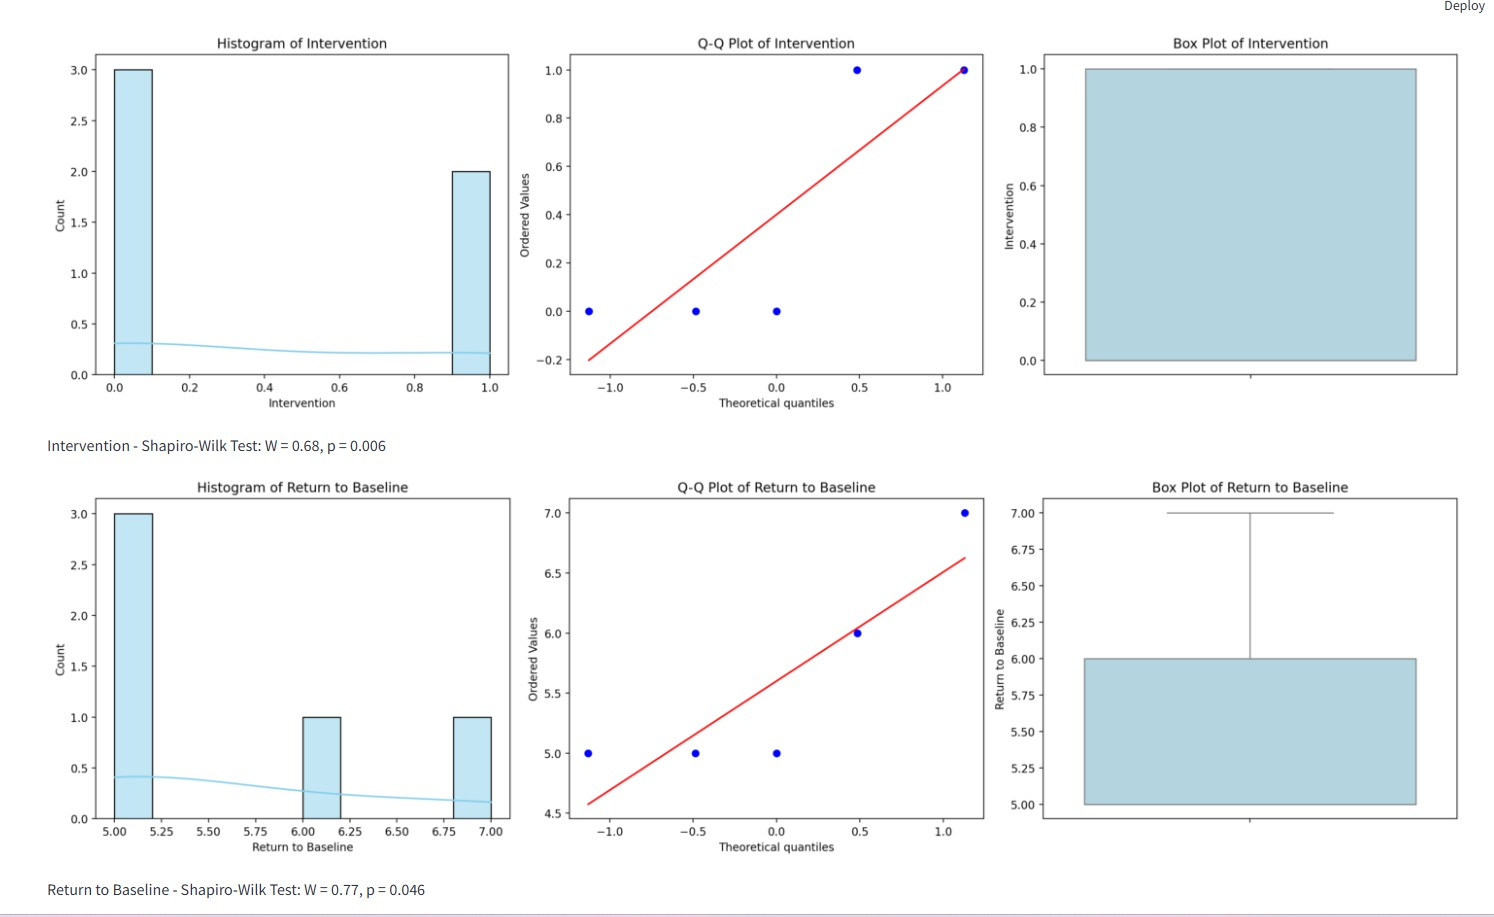 Deploy
Histogram of Intervention
3.0
2.5
2.0
1.5
1.0
0.5
0.0
Count
0.0 0.2 0.4 0.6 0.8 1.0
Intervention
Q-Q Plot of Intervention
1.0
0.8
0.6
0.4
0.2
0.0
−0.2
Ordered Values
−1.0 −0.5 0.0 0.5 1.0
Theoretical quantiles
Box Plot of Intervention
1.0
0.8
0.6
0.4
0.2
0.0
Intervention
Intervention - Shapiro-Wilk Test: W = 0.68, p = 0.006
Histogram of Return to Baseline
3.0
2.5
2.0
1.5
1.0
0.5
0.0
Count
5.00 5.25 5.50 5.75 6.00 6.25 6.50 6.75 7.00
Return to Baseline
Q-Q Plot of Return to Baseline
7.0
6.5
6.0
5.5
5.0
4.5
Ordered Values
−1.0 −0.5 0.0 0.5 1.0
Theoretical quantiles
Box Plot of Return to Baseline
7.00
6.75
6.50
6.25
6.00
5.75
5.50
5.25
5.00
Return to Baseline
Return to Baseline - Shapiro-Wilk Test: W = 0.77, p = 0.046